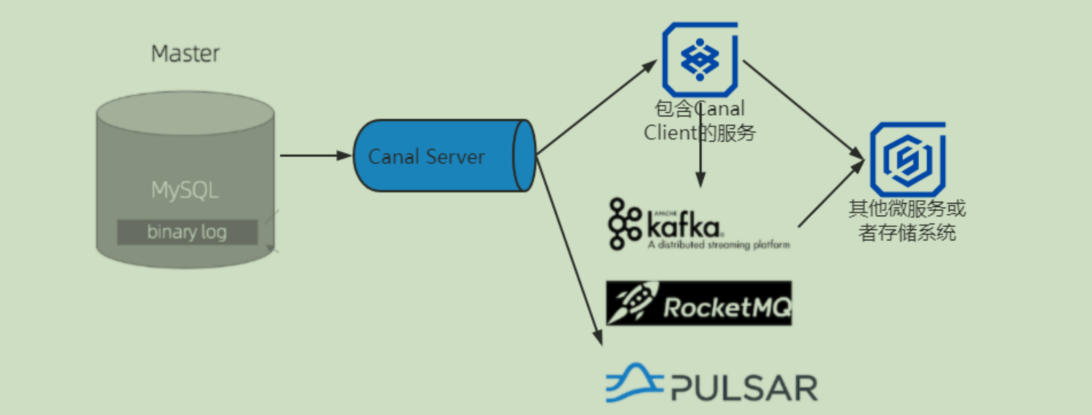 Master
MySQL
binary log
Canal Server
包含Canal
Client的服务
APACHE
kafka
A distributed streaming platform
RocketMQ
PULSAR
其他微服务或
者存储系统